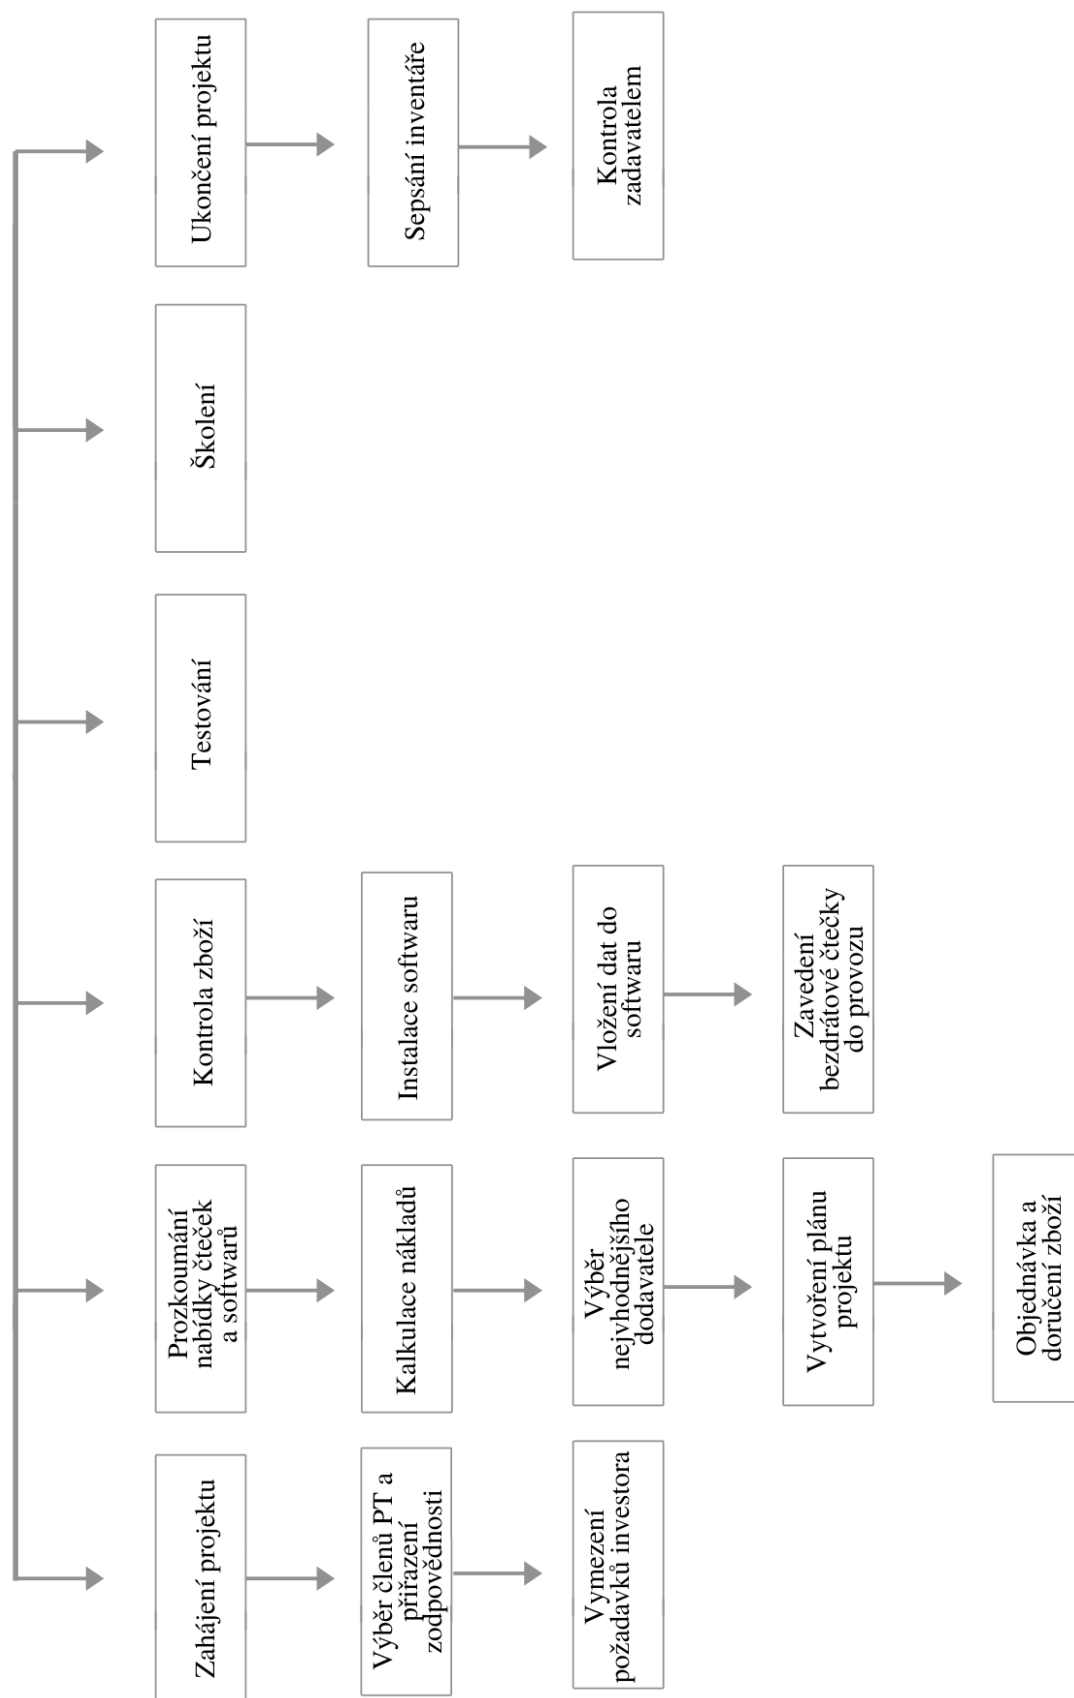 Zahájení projektu
Výběr členů PT a
přiřazení
zodpovědnosti
Vymezení
požadavků investora
Prozkoumání
nabídky čteček
a softwarů
Kalkulace nákladů
Výběr
nejvhodnějšího
dodavatele
Vytvoření plánu
projektu
Objednávka a
doručení zboží
Kontrola zboží
Instalace softwaru
Vložení dat do
softwaru
Zavedení
bezdrátové čtečky
do provozu
Testování
Školení
Ukončení projektu
Sepsání inventáře
Kontrola
zadavatelem